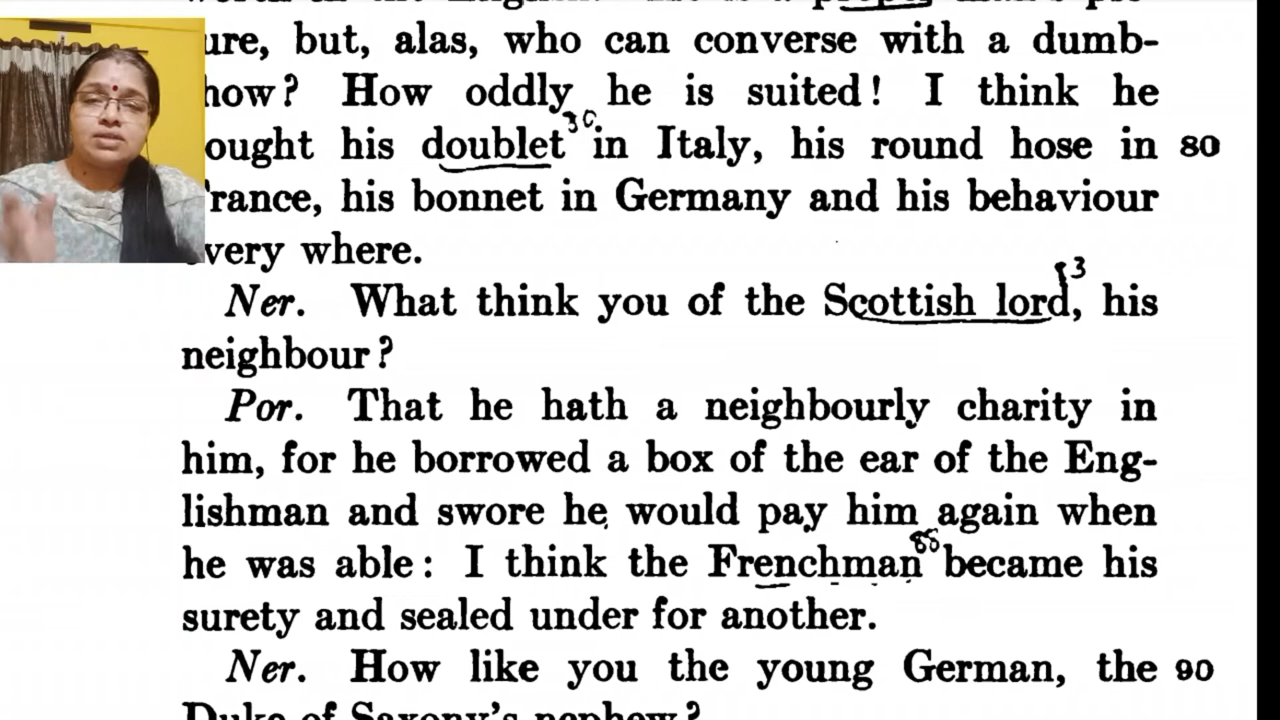 ure, but, alas, who can converse with a dumb-
how? How oddly he is suited! I think he
ought his doublet in Italy, his round hose in 80
rance, his bonnet in Germany and his behaviour
very where.
Ner. What think you of the Scottish lord, his
neighbour?
Por. That he hath a neighbourly charity in
him, for he borrowed a box of the ear of the Eng-
lishman and swore he would pay him again when
he was able: I think the Frenchman became his
surety and sealed under for another.
Ner. How like you the young German, the 90
Duke of Saxony's nephew?